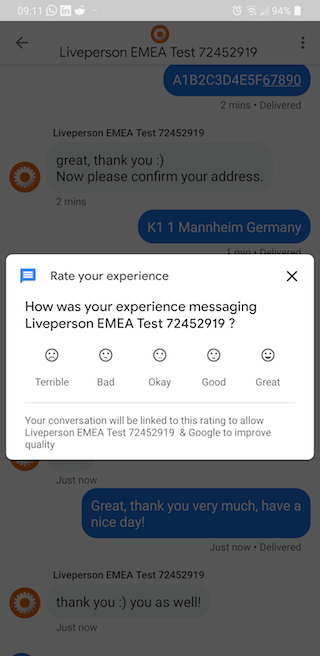 09:11 94%
Liveperson EMEA Test 72452919
A1B2C3D4E5F67890
2 mins • Delivered
Liveperson EMEA Test 72452919
great, thank you :)
Now please confirm your address.
2 mins
K1 1 Mannheim Germany
1 min • Delivered
Rate your experience
How was your experience messaging
Liveperson EMEA Test 72452919 ?
Terrible Bad Okay Good Great
Your conversation will be linked to this rating to allow
Liveperson EMEA Test 72452919 & Google to improve
quality
Just now
Great, thank you very much, have a
nice day!
Just now • Delivered
Liveperson EMEA Test 72452919
thank you :) you as well!
Just now